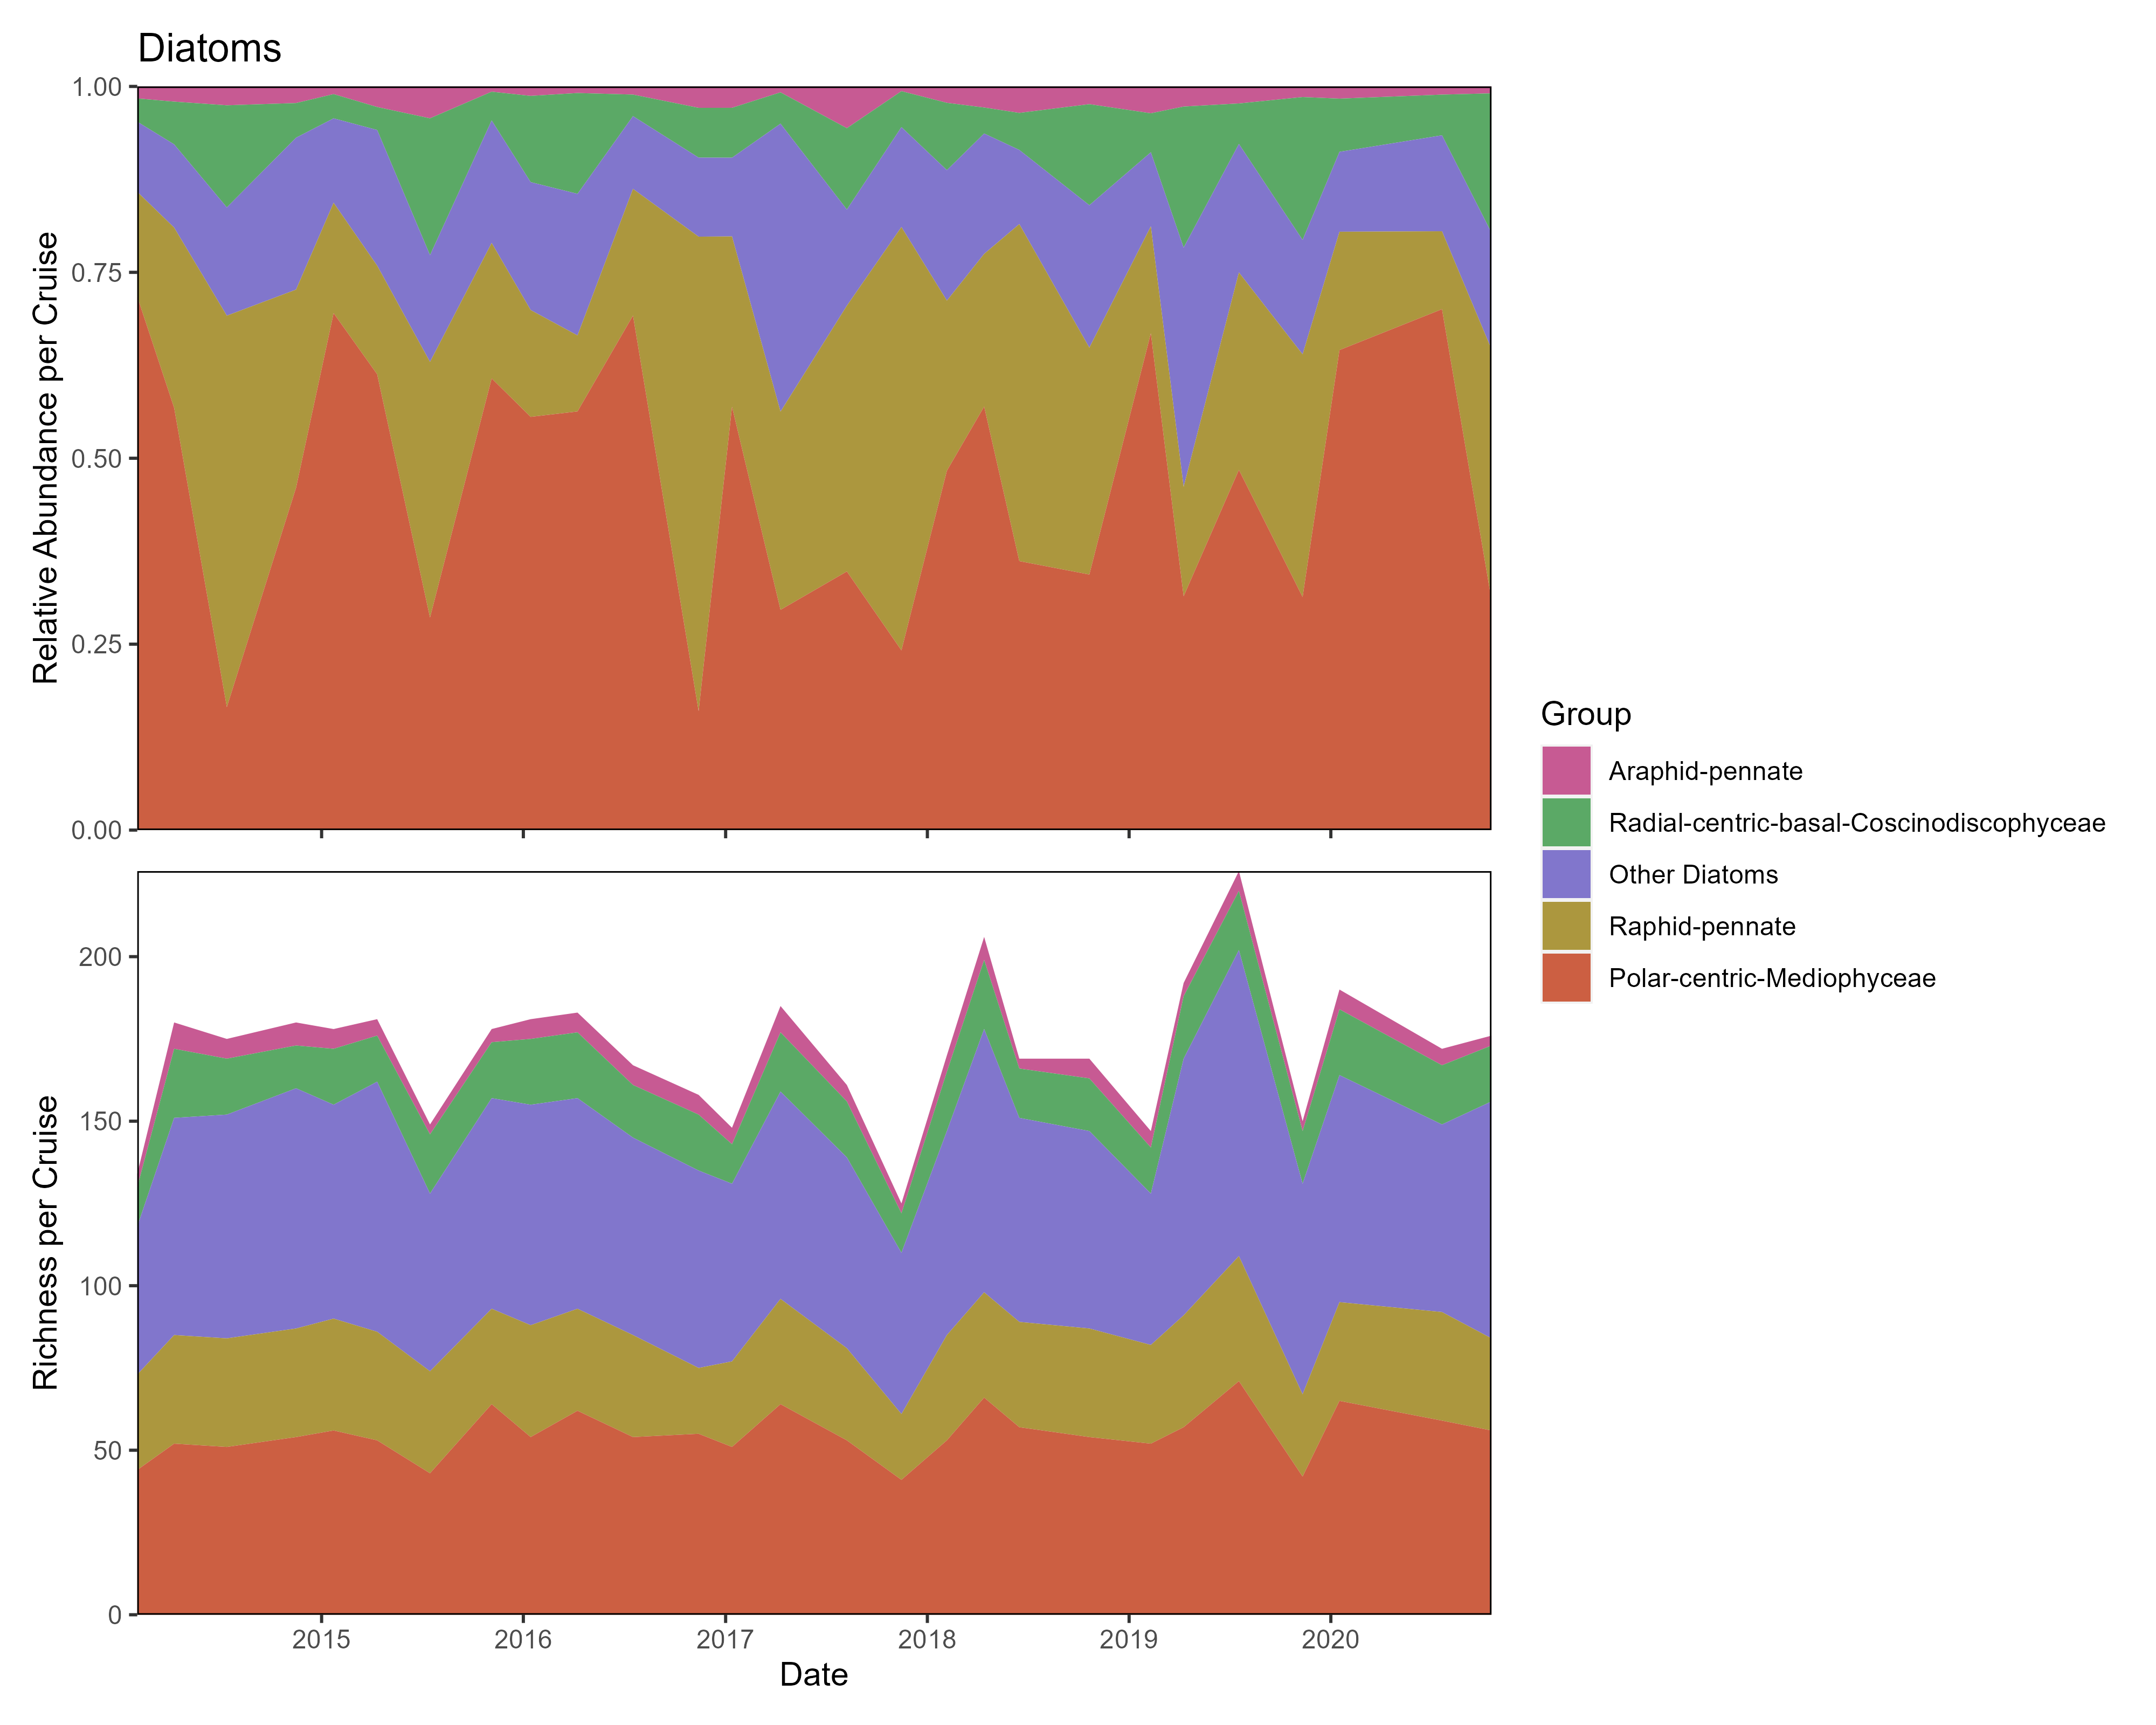 Diatoms
Relative Abundance per Cruise
1.00
0.75
0.50
0.25
0.00
Richness per Cruise
200
150
100
50
0
2015 2016 2017 2018 2019 2020
Date
Group
Araphid-pennate
Radial-centric-basal-Coscinodiscophyceae
Other Diatoms
Raphid-pennate
Polar-centric-Mediophyceae